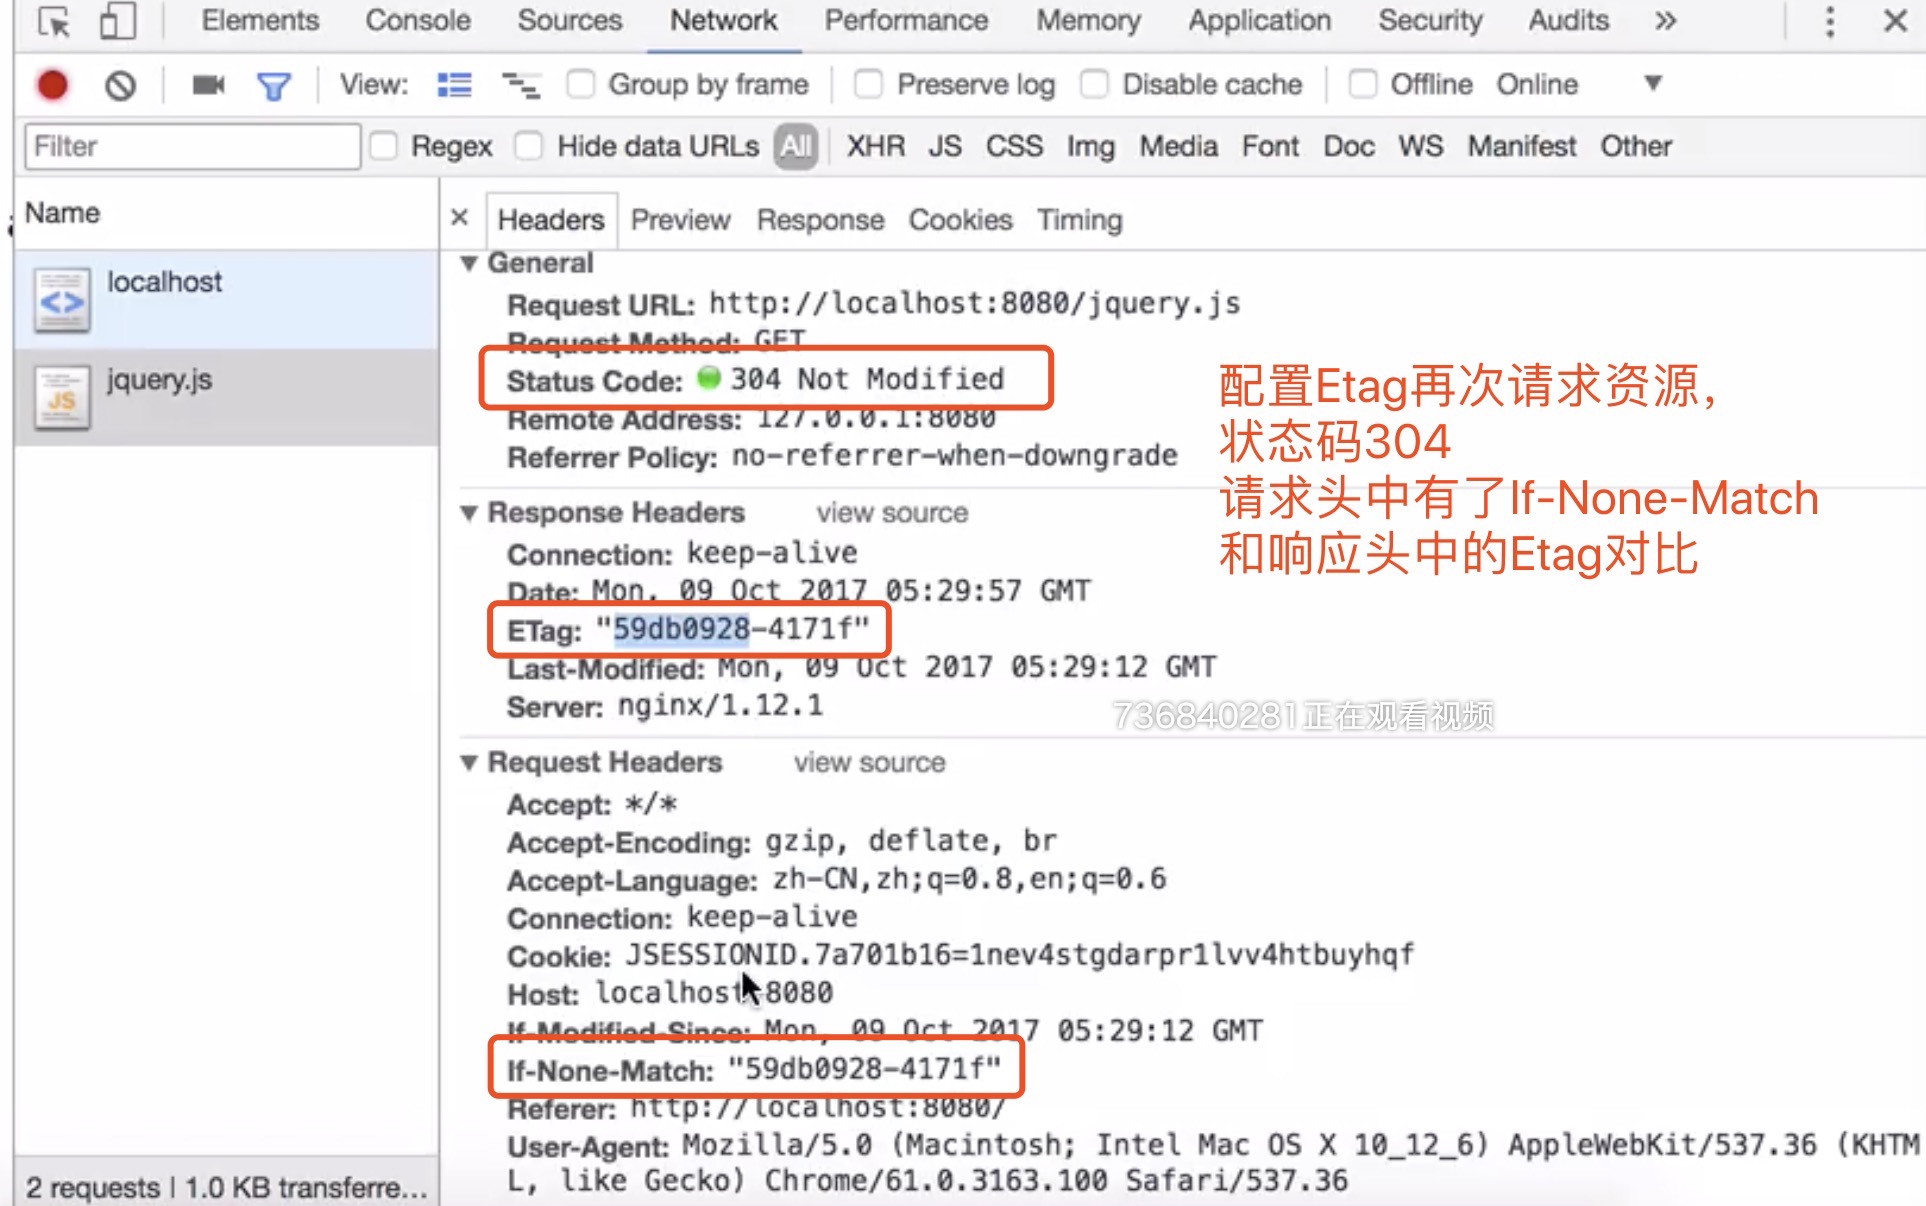 Elements Console Sources Network Performance Memory Application Security Audits »
View: Group by frame Preserve log Disable cache Offline Online
Filter Regex Hide data URLs All XHR JS CSS Img Media Font Doc WS Manifest Other
Name
localhost
jquery.js
JS
2 requests | 1.0 KB transferre...
× Headers Preview Response Cookies Timing
General
Request URL: http://localhost:8080/jquery.js
Request Method: GET
Status Code: 304 Not Modified
Remote Address: 127.0.0.1:8080
Referrer Policy: no-referrer-when-downgrade
配置Etag再次请求资源，
状态码304
请求头中有了If-None-Match
和响应头中的Etag对比
Response Headers view source
Connection: keep-alive
Date: Mon, 09 Oct 2017 05:29:57 GMT
ETag: "59db0928-4171f"
Last-Modified: Mon, 09 Oct 2017 05:29:12 GMT
Server: nginx/1.12.1
736840281正在观看视频
Request Headers view source
Accept: */*
Accept-Encoding: gzip, deflate, br
Accept-Language: zh-CN,zh;q=0.8,en;q=0.6
Connection: keep-alive
Cookie: JSESSIONID.7a701b16=1nev4stgdarpr1lvv4htbuyhqf
Host: localhost:8080
If-Modified-Since: Mon, 09 Oct 2017 05:29:12 GMT
If-None-Match: "59db0928-4171f"
Referer: http://localhost:8080/
User-Agent: Mozilla/5.0 (Macintosh; Intel Mac OS X 10_12_6) AppleWebKit/537.36 (KHTM
L, like Gecko) Chrome/61.0.3163.100 Safari/537.36